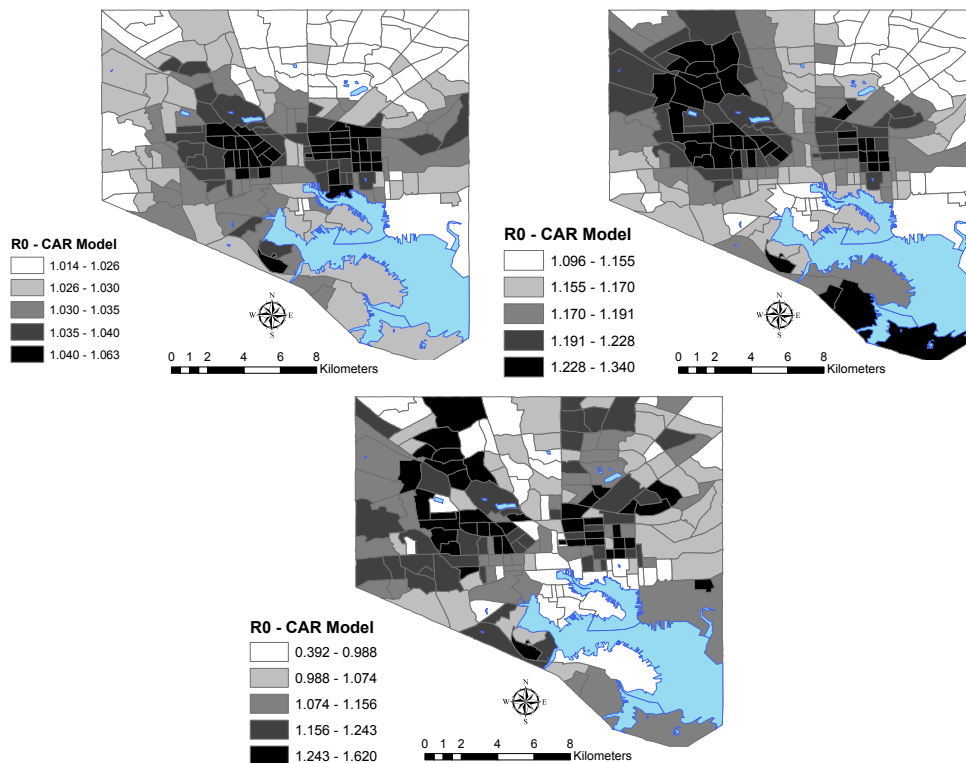 R0 - CAR Model
1.014 - 1.026
1.026 - 1.030
1.030 - 1.035
1.035 - 1.040
1.040 - 1.063
N
W E
S
0 1 2 4 6 8
Kilometers
R0 - CAR Model
1.096 - 1.155
1.155 - 1.170
1.170 - 1.191
1.191 - 1.228
1.228 - 1.340
N
W E
S
0 1 2 4 6 8
Kilometers
R0 - CAR Model
0.392 - 0.988
0.988 - 1.074
1.074 - 1.156
1.156 - 1.243
1.243 - 1.620
N
W E
S
0 1 2 4 6 8
Kilometers